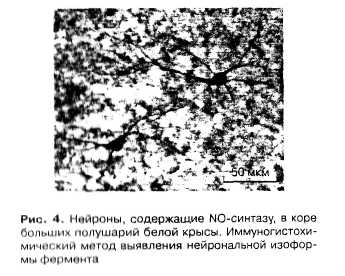 50 мкм
Рис. 4. Нейроны, содержащие NO-синтазу, в коре
больших полушарий белой крысы. Иммуногистохи-
мический метод выявления нейрональной изофор-
мы фермента